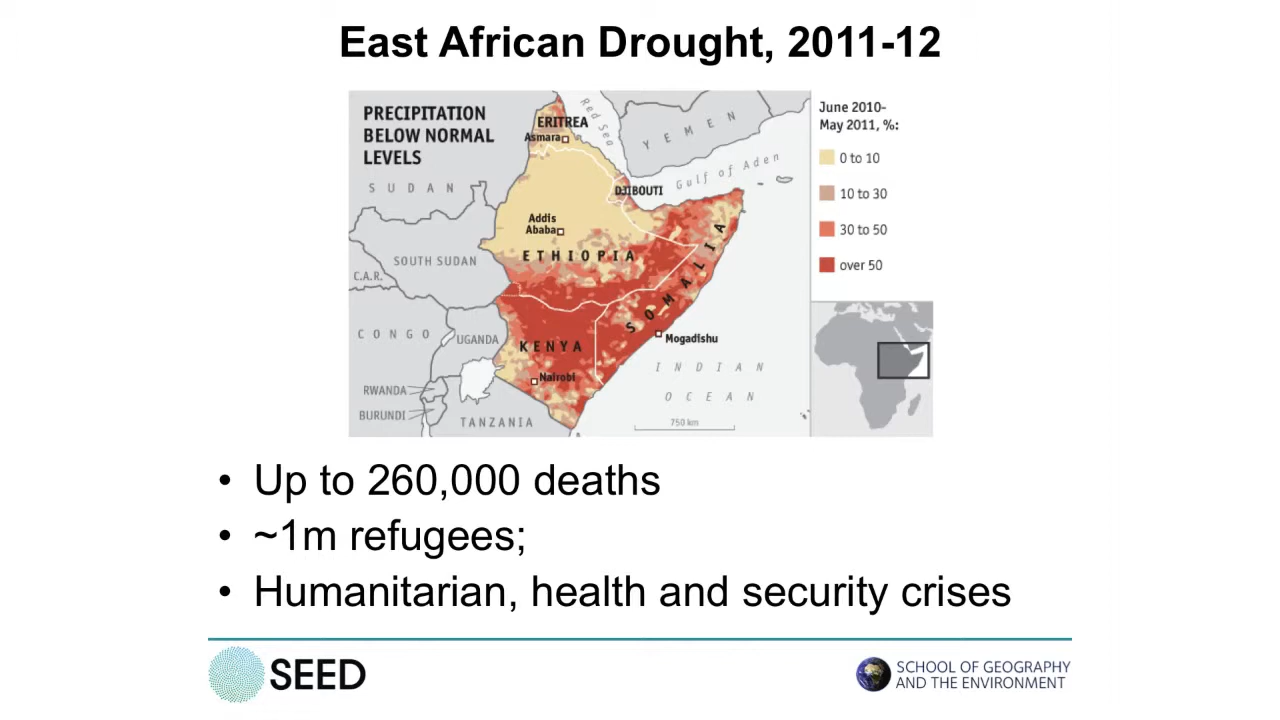 East African Drought, 2011-12
PRECIPITATION
BELOW NORMAL
LEVELS
ERITREA
Asmara
Red Sea
YEMEN
SUDAN
DJIBOUTI
Gulf of Aden
Addis
Ababa
ETHIOPIA
SOUTH SUDAN
C.A.R.
SOMALIA
CONGO
UGANDA
KENYA
Mogadishu
Nairobi
INDIAN
OCEAN
RWANDA
BURUNDI
TANZANIA
750 km
June 2010-
May 2011, %:
0 to 10
10 to 30
30 to 50
over 50
• Up to 260,000 deaths
• ~1m refugees;
• Humanitarian, health and security crises
SEED
SCHOOL OF GEOGRAPHY
AND THE ENVIRONMENT